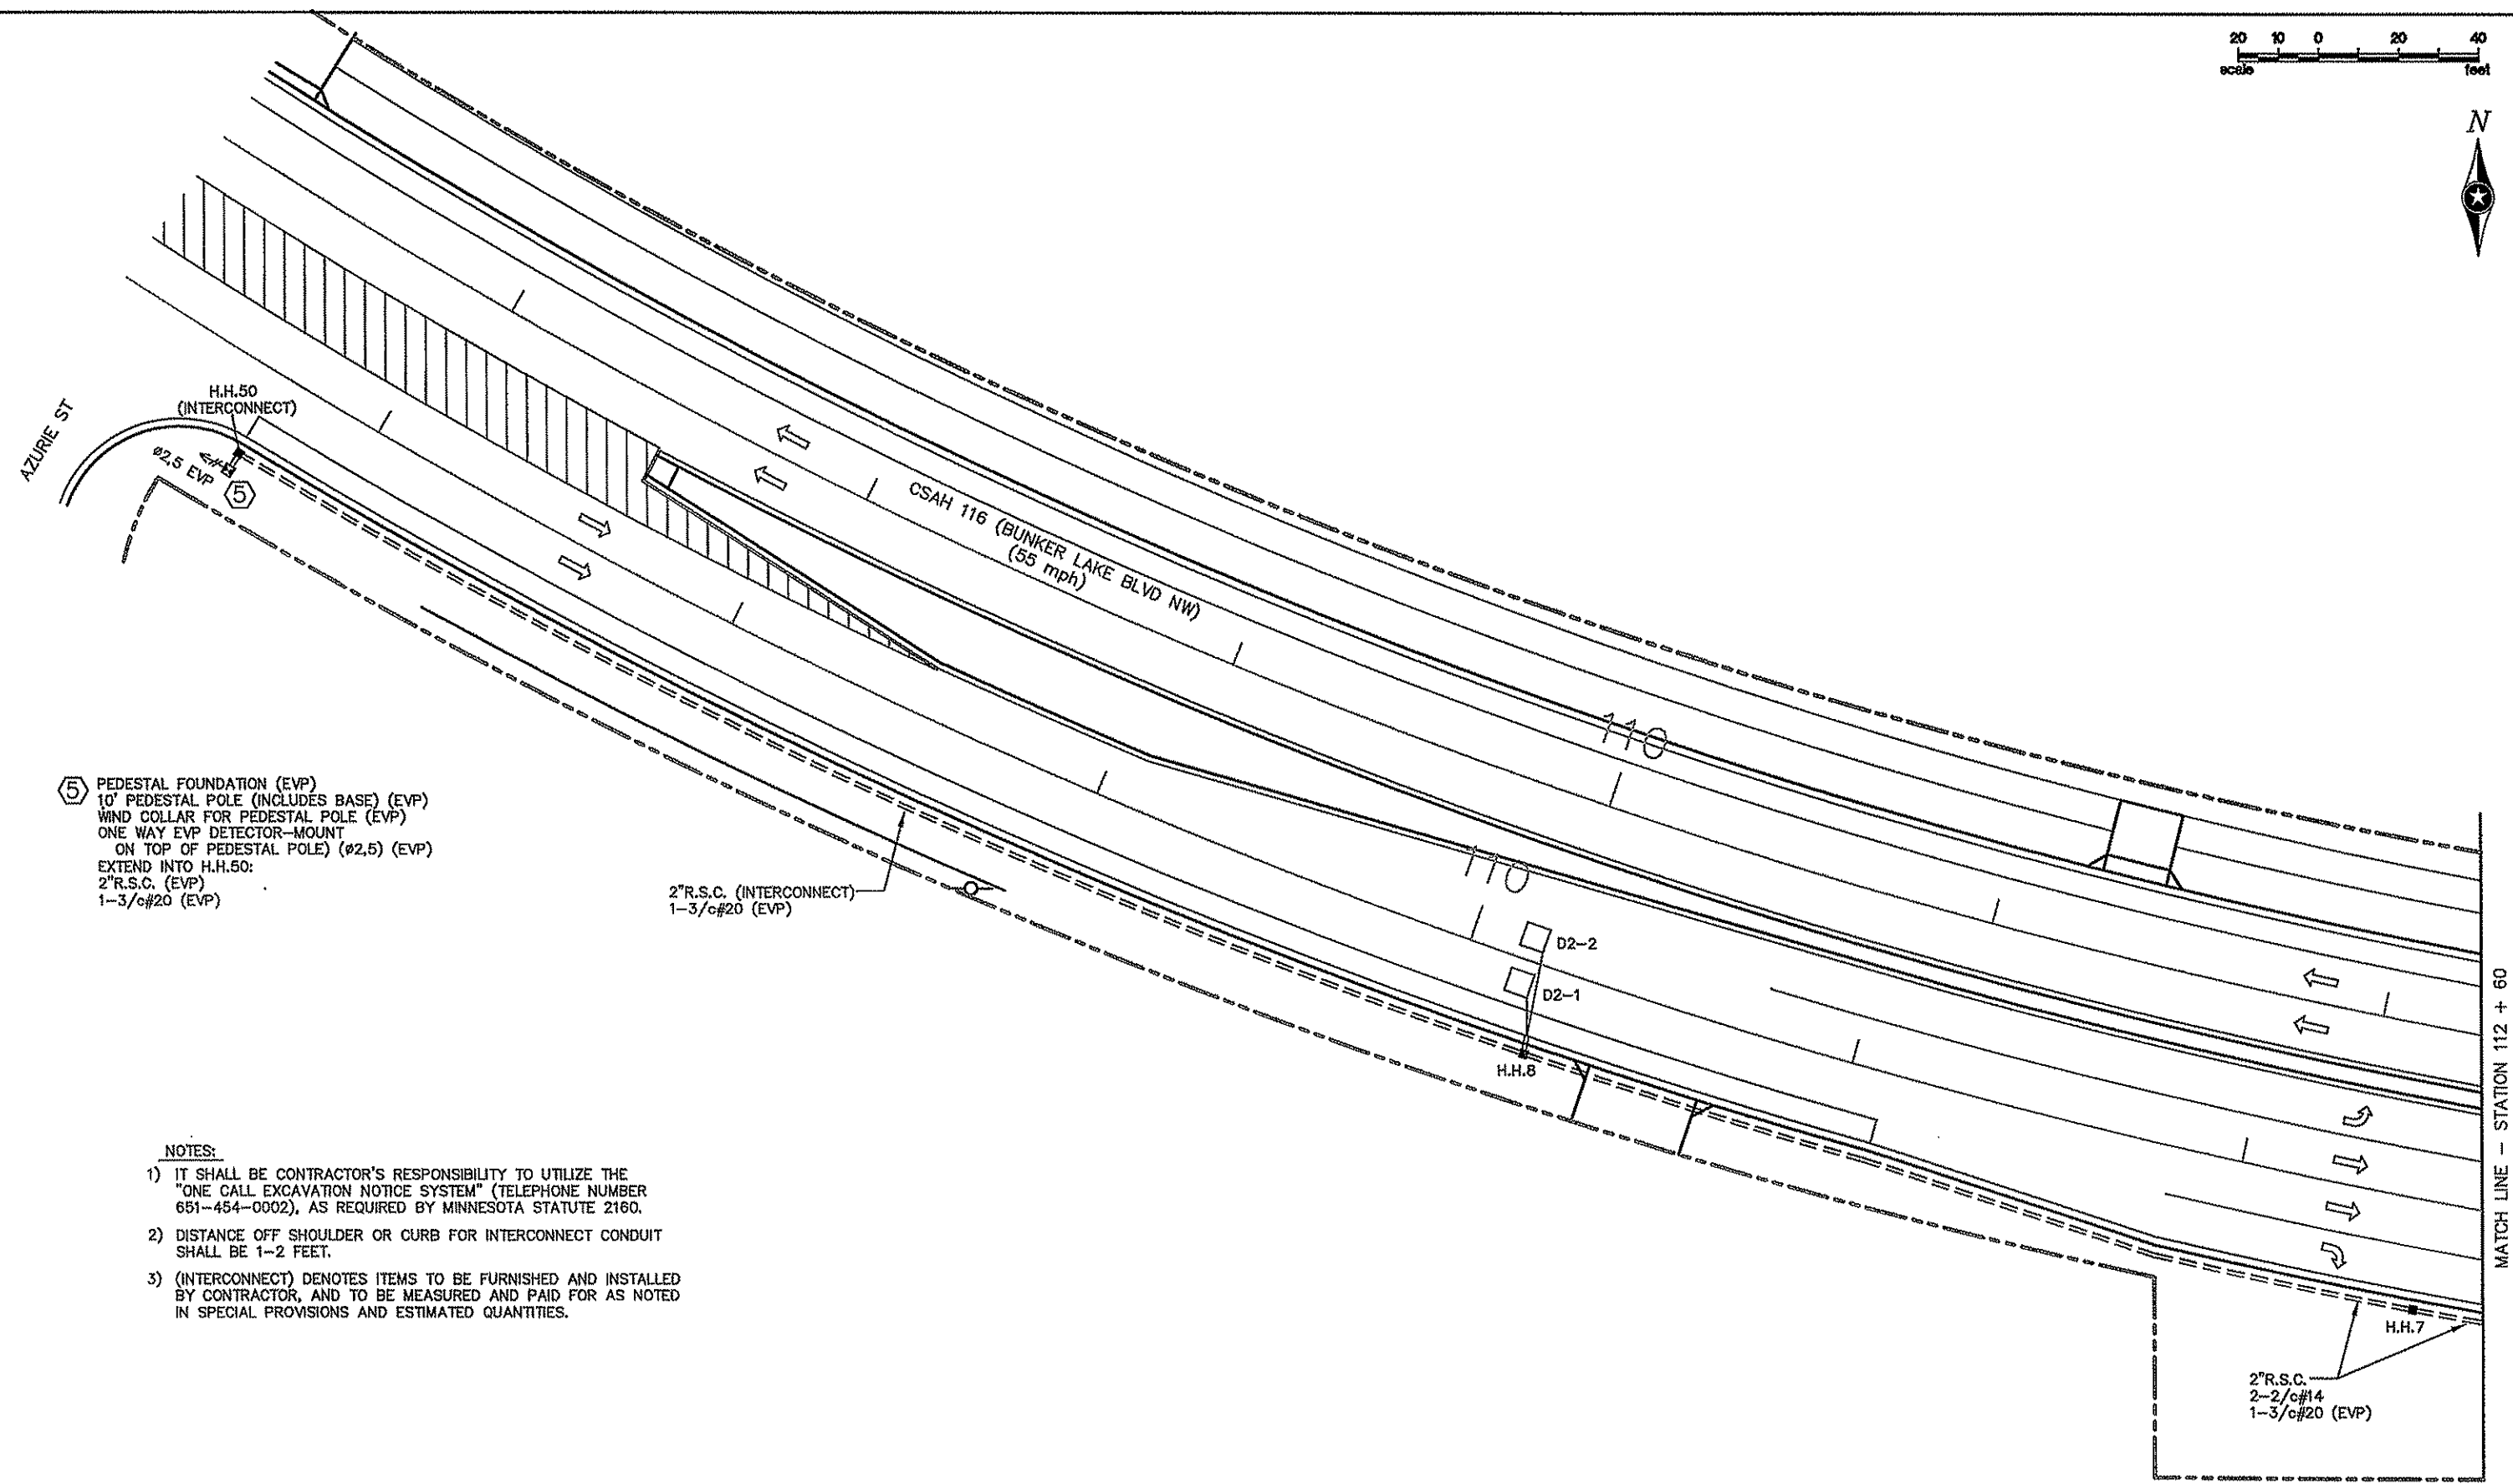 20 10 0 20 40
scale feet
N
AZURIE ST
H.H.50
(INTERCONNECT)
ø2,5 EVP
5
CSAH 116 (BUNKER LAKE BLVD NW)
(55 mph)
110
110
D2-2
D2-1
H.H.8
5 PEDESTAL FOUNDATION (EVP)
10' PEDESTAL POLE (INCLUDES BASE) (EVP)
WIND COLLAR FOR PEDESTAL POLE (EVP)
ONE WAY EVP DETECTOR-MOUNT
ON TOP OF PEDESTAL POLE) (ø2,5) (EVP)
EXTEND INTO H.H.50:
2"R.S.C. (EVP)
1-3/c#20 (EVP)
2"R.S.C. (INTERCONNECT)
1-3/c#20 (EVP)
NOTES:
1) IT SHALL BE CONTRACTOR'S RESPONSIBILITY TO UTILIZE THE
"ONE CALL EXCAVATION NOTICE SYSTEM" (TELEPHONE NUMBER
651-454-0002), AS REQUIRED BY MINNESOTA STATUTE 216D.
2) DISTANCE OFF SHOULDER OR CURB FOR INTERCONNECT CONDUIT
SHALL BE 1-2 FEET.
3) (INTERCONNECT) DENOTES ITEMS TO BE FURNISHED AND INSTALLED
BY CONTRACTOR, AND TO BE MEASURED AND PAID FOR AS NOTED
IN SPECIAL PROVISIONS AND ESTIMATED QUANTITIES.
H.H.7
2"R.S.C.
2-2/c#14
1-3/c#20 (EVP)
MATCH LINE - STATION 112 + 60